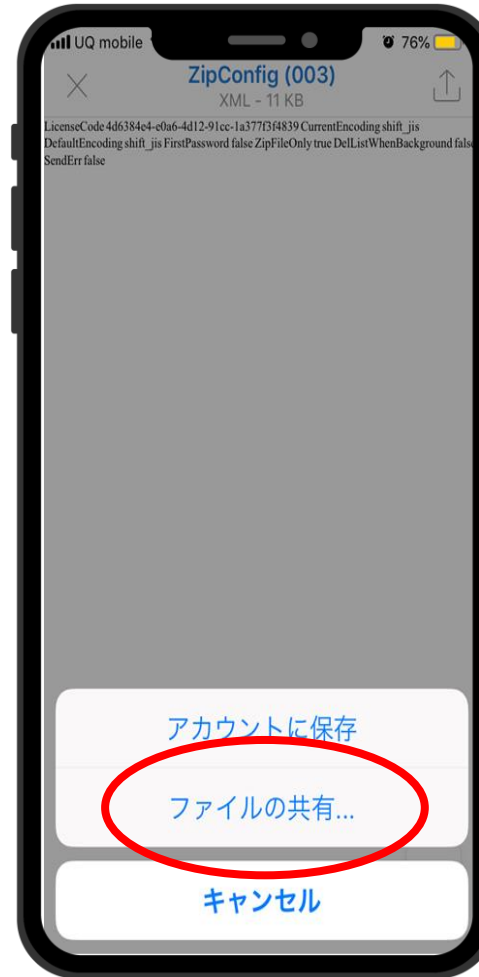 UQ mobile 76%
ZipConfig (003)
XML - 11 KB
LicenseCode 4d6384e4-e0a6-4d12-91cc-1a377f3f4839 CurrentEncoding shift_jis
DefaultEncoding shift_jis FirstPassword false ZipFileOnly true DelListWhenBackground false
SendErr false
アカウントに保存
ファイルの共有...
キャンセル